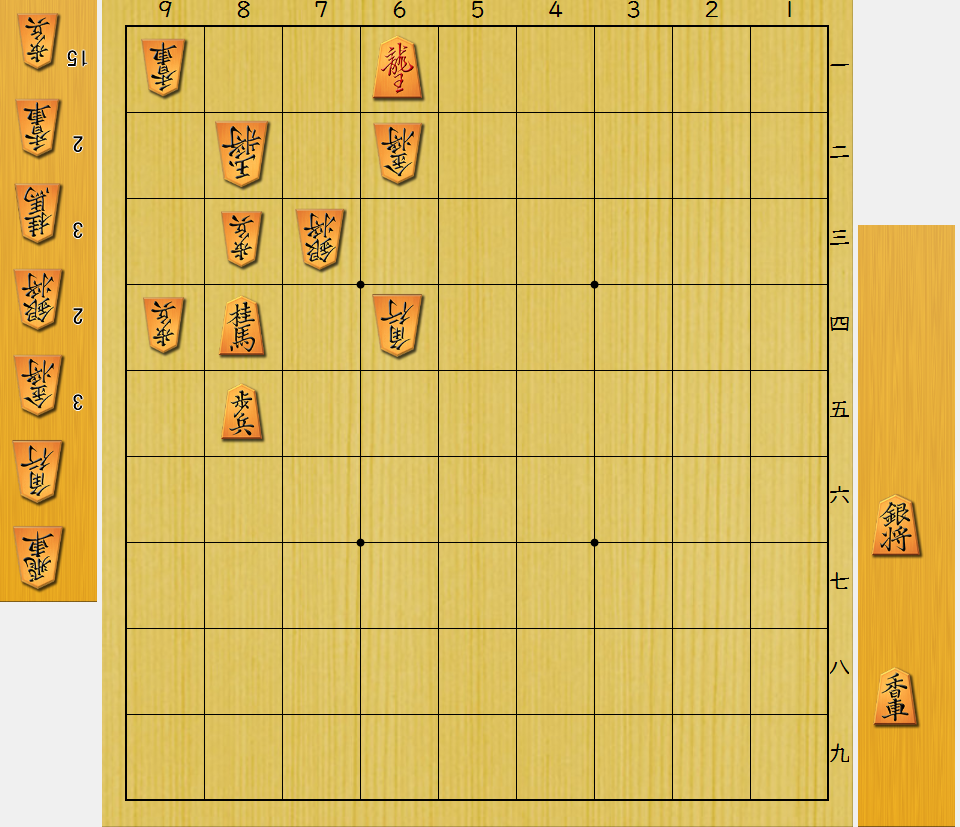 9 8 7 6 5 4 3 2 1
香車 龍王 一
玉将 金将 二
歩兵 銀将 三
歩兵 桂馬 角行 四
歩兵 五
六
七
八
九
歩兵 15
香車 2
桂馬 3
銀将 2
金将 3
角行
飛車
銀将
香車